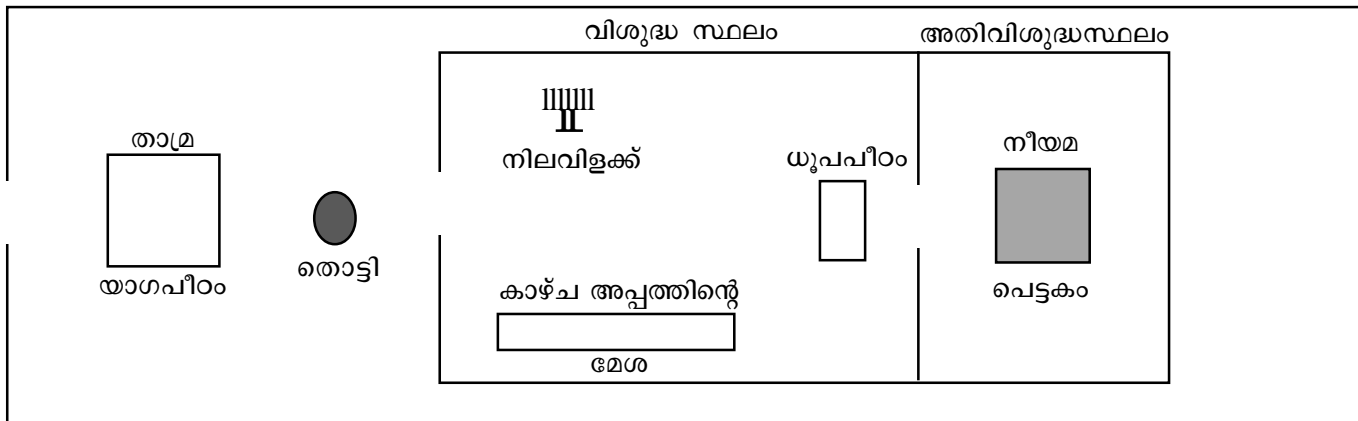 വിശുദ്ധ സ്ഥലം
അതിവിശുദ്ധസ്ഥലം
താമ്ര
യാഗപീഠം
തൊട്ടി
നിലവിളക്ക്
ധൂപപീഠം
കാഴ്ച അപ്പത്തിന്റെ
മേശ
നീയമ
പെട്ടകം